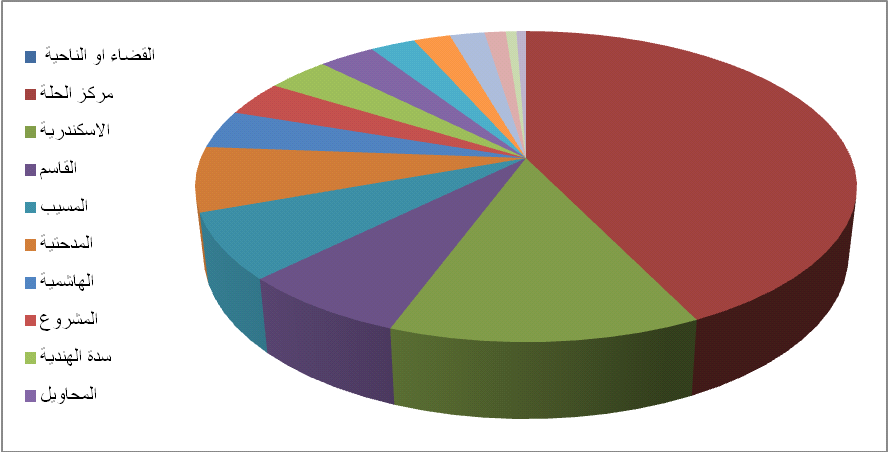 القضاء او الناحية
مركز الحلة
الاسكندرية
القاسم
المسيب
المدحتية
الهاشمية
المشروع
سدة الهندية
المحاويل